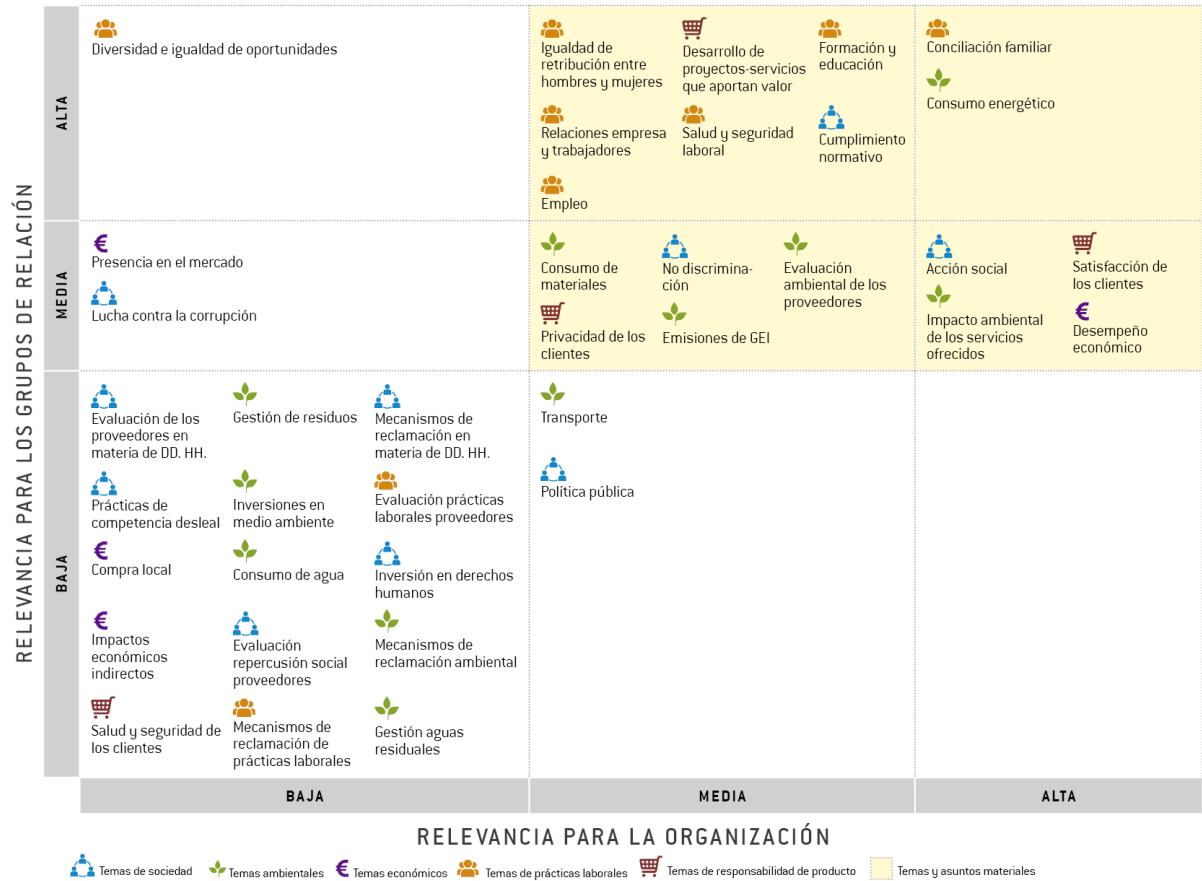 RELEVANCIA PARA LOS GRUPOS DE RELACIÓN
ALTA
Diversidad e igualdad de oportunidades
Igualdad de
retribución entre
hombres y mujeres
Desarrollo de
proyectos-servicios
que aportan valor
Formación y
educación
Relaciones empresa
y trabajadores
Salud y seguridad
laboral
Cumplimiento
normativo
Empleo
Conciliación familiar
Consumo energético
MEDIA
Presencia en el mercado
Lucha contra la corrupción
Consumo de
materiales
No discrimina-
ción
Evaluación
ambiental de los
proveedores
Privacidad de los
clientes
Emisiones de GEI
Acción social
Satisfacción de
los clientes
Impacto ambiental
de los servicios
ofrecidos
Desempeño
económico
BAJA
Evaluación de los
proveedores en
materia de DD. HH.
Gestión de residuos
Mecanismos de
reclamación en
materia de DD. HH.
Prácticas de
competencia desleal
Inversiones en
medio ambiente
Evaluación prácticas
laborales proveedores
Compra local
Consumo de agua
Inversión en derechos
humanos
Impactos
económicos
indirectos
Evaluación
repercusión social
proveedores
Mecanismos de
reclamación ambiental
Salud y seguridad de
los clientes
Mecanismos de
reclamación de
prácticas laborales
Gestión aguas
residuales
Transporte
Política pública
BAJA
MEDIA
ALTA
RELEVANCIA PARA LA ORGANIZACIÓN
Temas de sociedad
Temas ambientales
Temas económicos
Temas de prácticas laborales
Temas de responsabilidad de producto
Temas y asuntos materiales